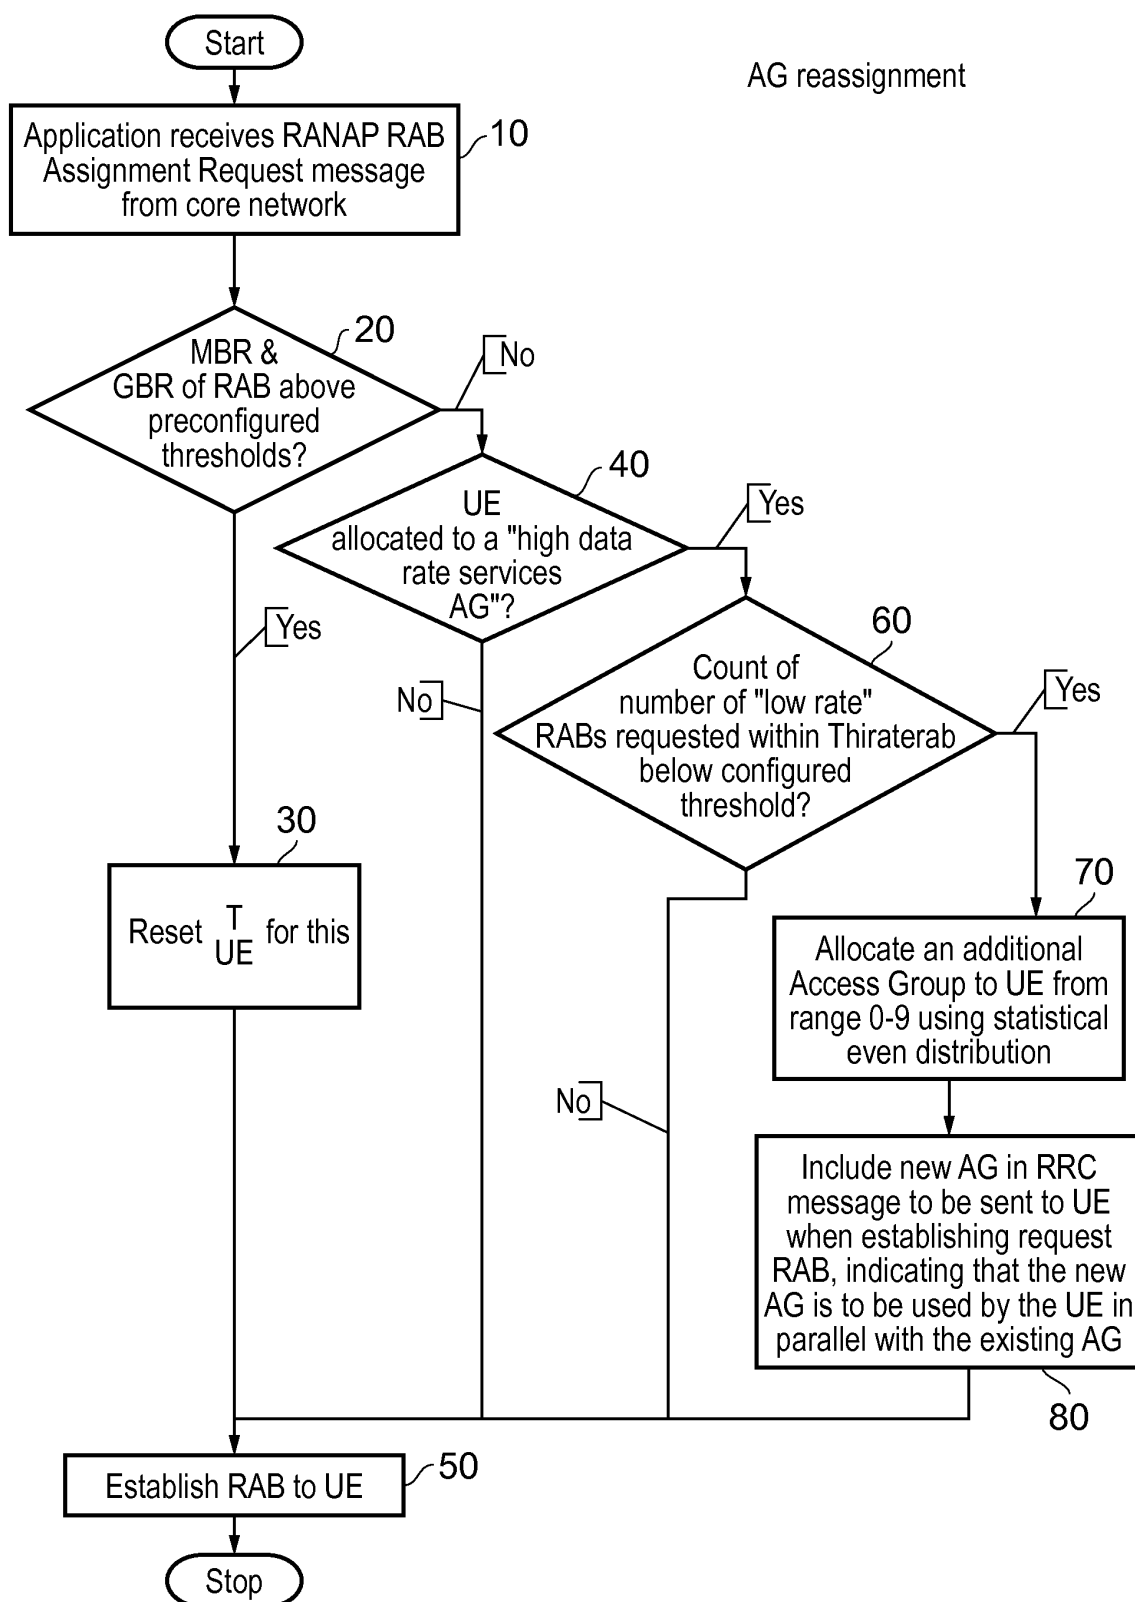 Start
AG reassignment
Application receives RANAP RAB
Assignment Request message
from core network
10
MBR &
GBR of RAB above
preconfigured
thresholds?
20
No
UE
allocated to a "high data
rate services
AG"?
40
Yes
Yes
No
Count of
number of "low rate"
RABs requested within Thiraterab
below configured
threshold?
60
Yes
30
Reset T UE for this
70
Allocate an additional
Access Group to UE from
range 0-9 using statistical
even distribution
No
Include new AG in RRC
message to be sent to UE
when establishing request
RAB, indicating that the new
AG is to be used by the UE in
parallel with the existing AG
80
Establish RAB to UE
50
Stop